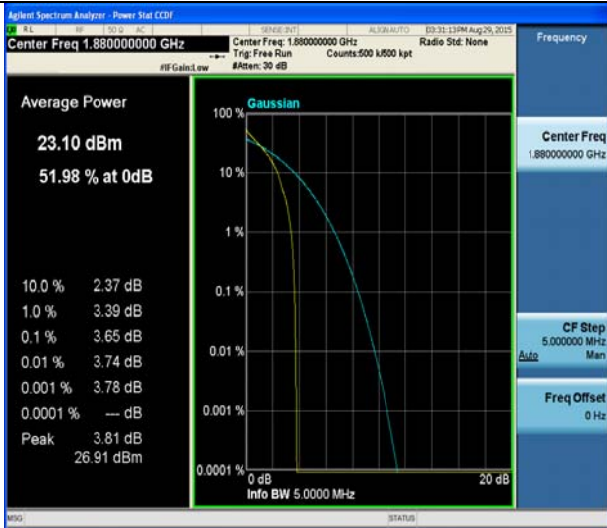 Agilent Spectrum Analyzer - Power Stat CCDF
RL RF 50 Ω AC SENSE:INT ALIGNAUTO 03:31:13PM Aug 29, 2015
Center Freq 1.880000000 GHz
Center Freq: 1.880000000 GHz Radio Std: None
Trig: Free Run Counts:500 k/500 kpt
#IFGain:Low #Atten: 30 dB
Frequency
Average Power
23.10 dBm
51.98 % at 0dB
10.0 % 2.37 dB
1.0 % 3.39 dB
0.1 % 3.65 dB
0.01 % 3.74 dB
0.001 % 3.78 dB
0.0001 % --- dB
Peak 3.81 dB
26.91 dBm
Gaussian
100 %
10 %
1 %
0.1 %
0.01 %
0.001 %
0.0001 %
0 dB 20 dB
Info BW 5.0000 MHz
Center Freq
1.880000000 GHz
CF Step
5.000000 MHz
Auto Man
Freq Offset
0 Hz
MSG STATUS